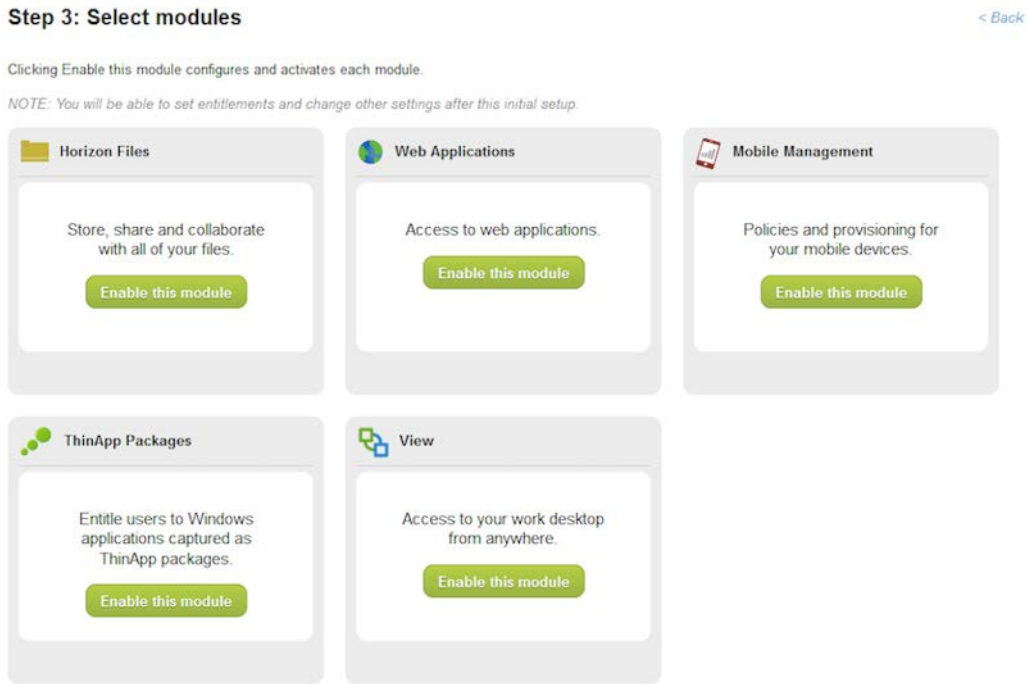 Step 3: Select modules
< Back
Clicking Enable this module configures and activates each module.
NOTE: You will be able to set entitlements and change other settings after this initial setup.
Horizon Files
Store, share and collaborate
with all of your files.
Enable this module
Web Applications
Access to web applications.
Enable this module
Mobile Management
Policies and provisioning for
your mobile devices.
Enable this module
ThinApp Packages
Entitle users to Windows
applications captured as
ThinApp packages.
Enable this module
View
Access to your work desktop
from anywhere.
Enable this module